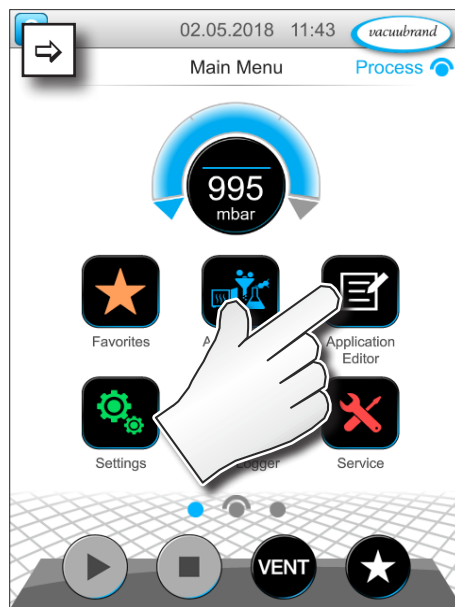 02.05.2018 11:43 vacuubrand
Main Menu Process
995
mbar
Favorites Application
Editor
Settings Service
VENT